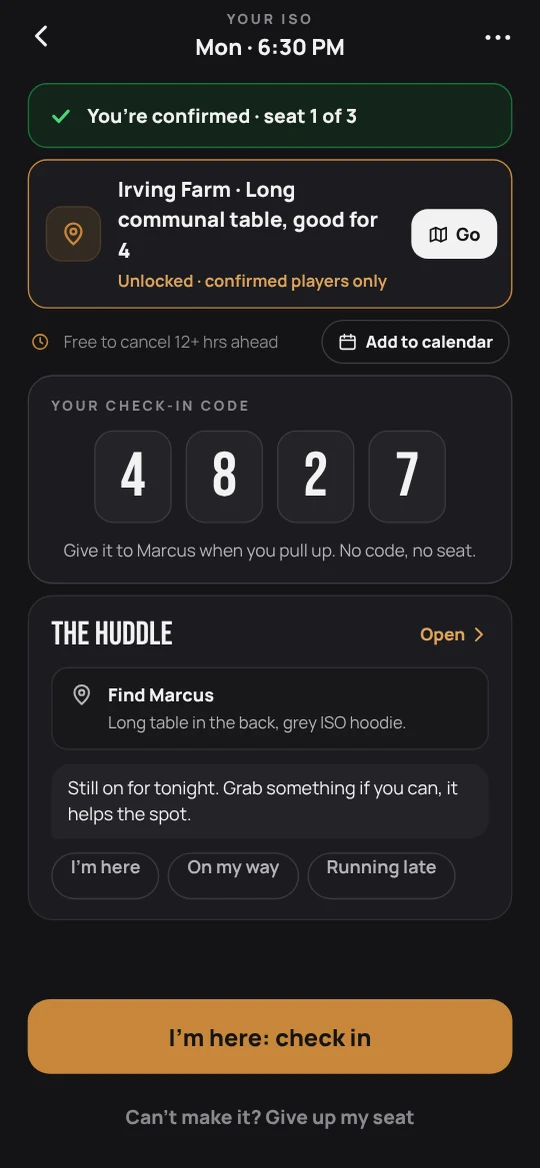 YOUR ISO
Mon · 6:30 PM
You're confirmed · seat 1 of 3
Irving Farm · Long
communal table, good for
4
Unlocked · confirmed players only
Go
Free to cancel 12+ hrs ahead
Add to calendar
YOUR CHECK-IN CODE
4 8 2 7
Give it to Marcus when you pull up. No code, no seat.
THE HUDDLE
Open
Find Marcus
Long table in the back, grey ISO hoodie.
Still on for tonight. Grab something if you can, it
helps the spot.
I'm here
On my way
Running late
I'm here: check in
Can't make it? Give up my seat